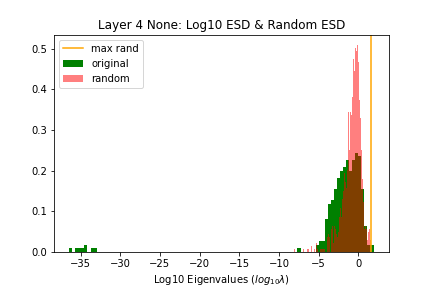 Layer 4 None: Log10 ESD & Random ESD
max rand
original
random
0.5
0.4
0.3
0.2
0.1
0.0
−35 −30 −25 −20 −15 −10 −5 0
Log10 Eigenvalues (log₁₀λ)